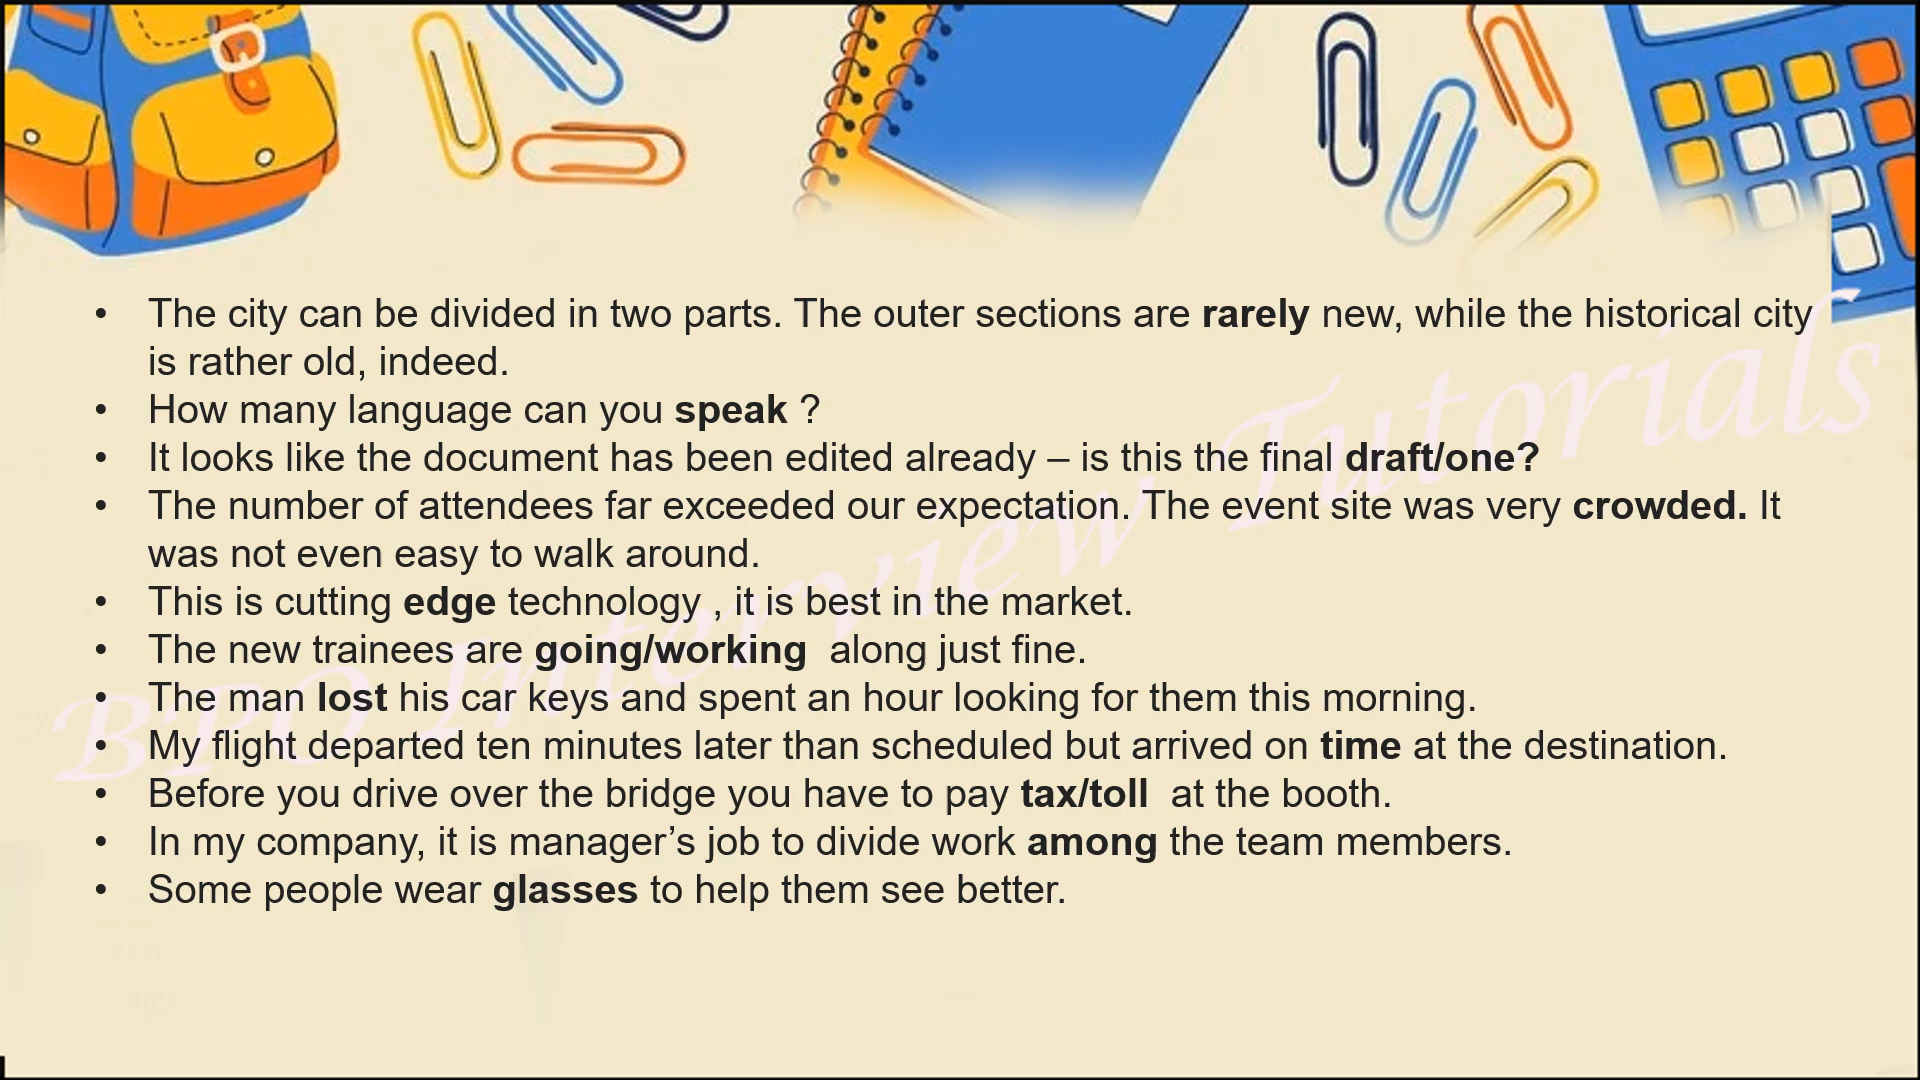 • The city can be divided in two parts. The outer sections are rarely new, while the historical city
is rather old, indeed.
• How many language can you speak ?
• It looks like the document has been edited already – is this the final draft/one?
• The number of attendees far exceeded our expectation. The event site was very crowded. It
was not even easy to walk around.
• This is cutting edge technology , it is best in the market.
• The new trainees are going/working  along just fine.
• The man lost his car keys and spent an hour looking for them this morning.
• My flight departed ten minutes later than scheduled but arrived on time at the destination.
• Before you drive over the bridge you have to pay tax/toll  at the booth.
• In my company, it is manager’s job to divide work among the team members.
• Some people wear glasses to help them see better.
BPO Interview Tutorials